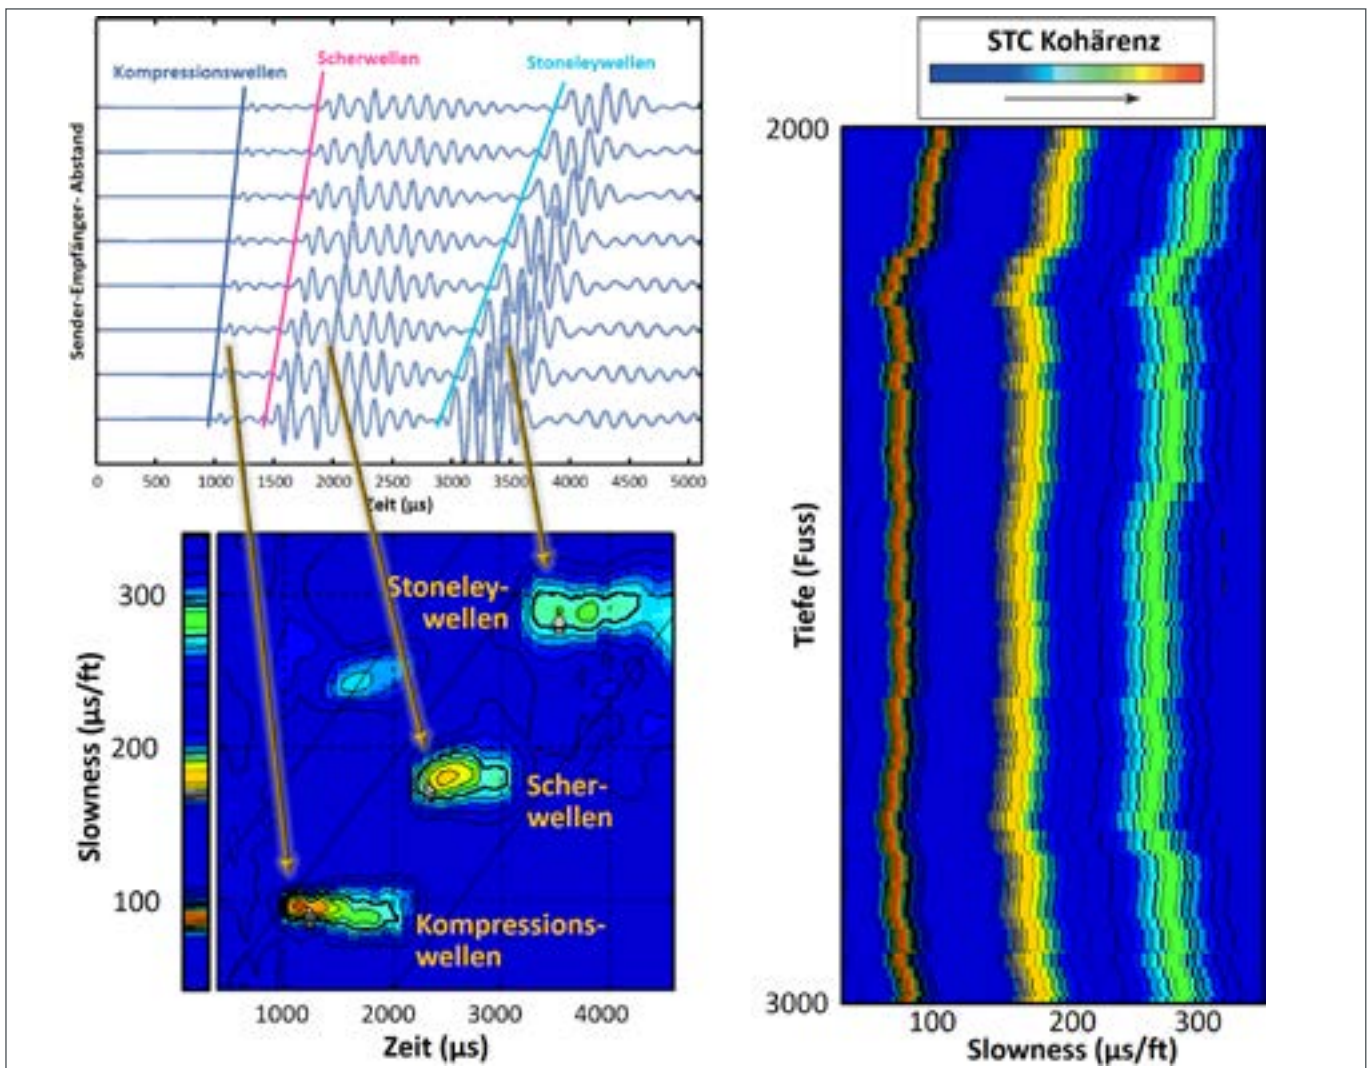 Kompressionswellen
Scherwellen
Stoneleywellen
Sender-Empfänger- Abstand
0 500 1000 1500 2000 2500 3000 3500 4000 4500 5000
Zeit (µs)
Slowness (µs/ft)
300
200
100
Stoneley-
wellen
Scher-
wellen
Kompressions-
wellen
1000 2000 3000 4000
Zeit (µs)
STC Kohärenz
2000
Tiefe (Fuss)
3000
100 200 300
Slowness (µs/ft)